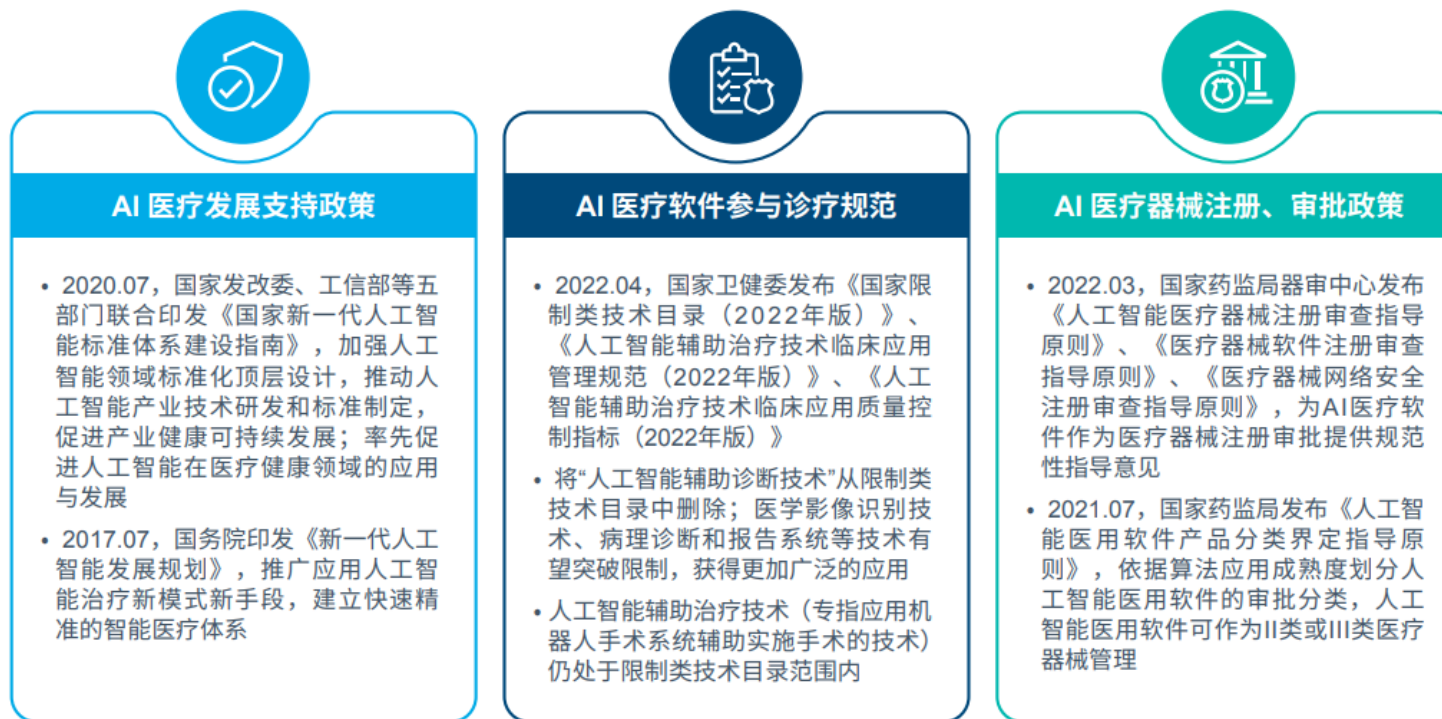 AI 医疗发展支持政策
• 2020.07，国家发改委、工信部等五
部门联合印发《国家新一代人工智
能标准体系建设指南》，加强人工
智能领域标准化顶层设计，推动人
工智能产业技术研发和标准制定，
促进产业健康可持续发展；率先促
进人工智能在医疗健康领域的应用
与发展
• 2017.07，国务院印发《新一代人工
智能发展规划》，推广应用人工智
能治疗新模式新手段，建立快速精
准的智能医疗体系
AI 医疗软件参与诊疗规范
• 2022.04，国家卫健委发布《国家限
制类技术目录（2022年版）》、
《人工智能辅助治疗技术临床应用
管理规范（2022年版）》、《人工
智能辅助治疗技术临床应用质量控
制指标（2022年版）》
• 将“人工智能辅助诊断技术”从限制类
技术目录中删除；医学影像识别技
术、病理诊断和报告系统等技术有
望突破限制，获得更加广泛的应用
• 人工智能辅助治疗技术（专指应用机
器人手术系统辅助实施手术的技术）
仍处于限制类技术目录范围内
AI 医疗器械注册、审批政策
• 2022.03，国家药监局器审中心发布
《人工智能医疗器械注册审查指导
原则》、《医疗器械软件注册审查
指导原则》、《医疗器械网络安全
注册审查指导原则》，为AI医疗软
件作为医疗器械注册审批提供规范
性指导意见
• 2021.07，国家药监局发布《人工智
能医用软件产品分类界定指导原
则》，依据算法应用成熟度划分人
工智能医用软件的审批分类，人工
智能医用软件可作为II类或III类医疗
器械管理